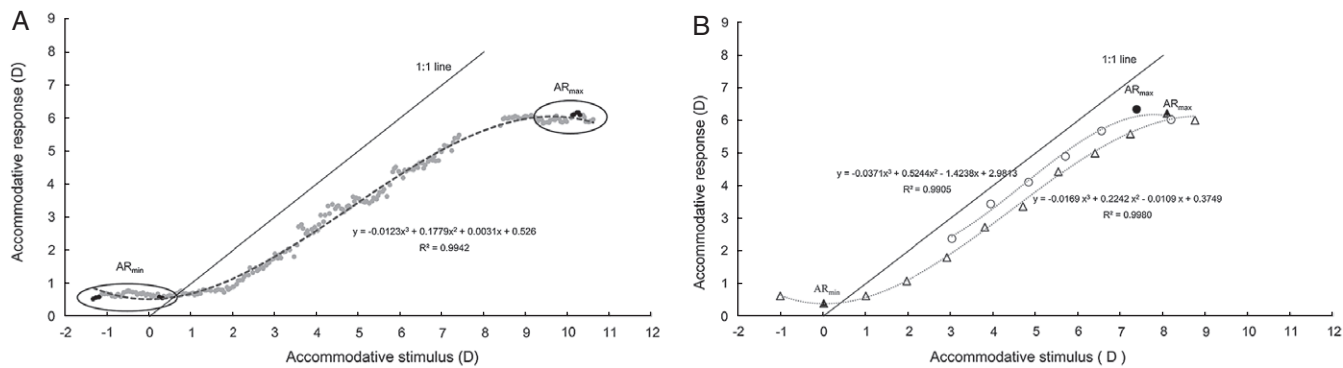 A
9
8
7
6
5
4
3
2
1
0
Accommodative response (D)
1:1 line
ARmax
ARmin
y = -0.0123x³ + 0.1779x² + 0.0031x + 0.526
R² = 0.9942
-2 -1 0 1 2 3 4 5 6 7 8 9 10 11 12
Accommodative stimulus (D)
B
9
8
7
6
5
4
3
2
1
0
Accommodative response (D)
1:1 line
ARmax
ARmax
y = -0.0371x³ + 0.5244x² - 1.4238x + 2.9813
R² = 0.9905
y = -0.0169 x³ + 0.2242 x² - 0.0109 x + 0.3749
R² = 0.9980
ARmin
-2 -1 0 1 2 3 4 5 6 7 8 9 10 11 12
Accommodative stimulus ( D )